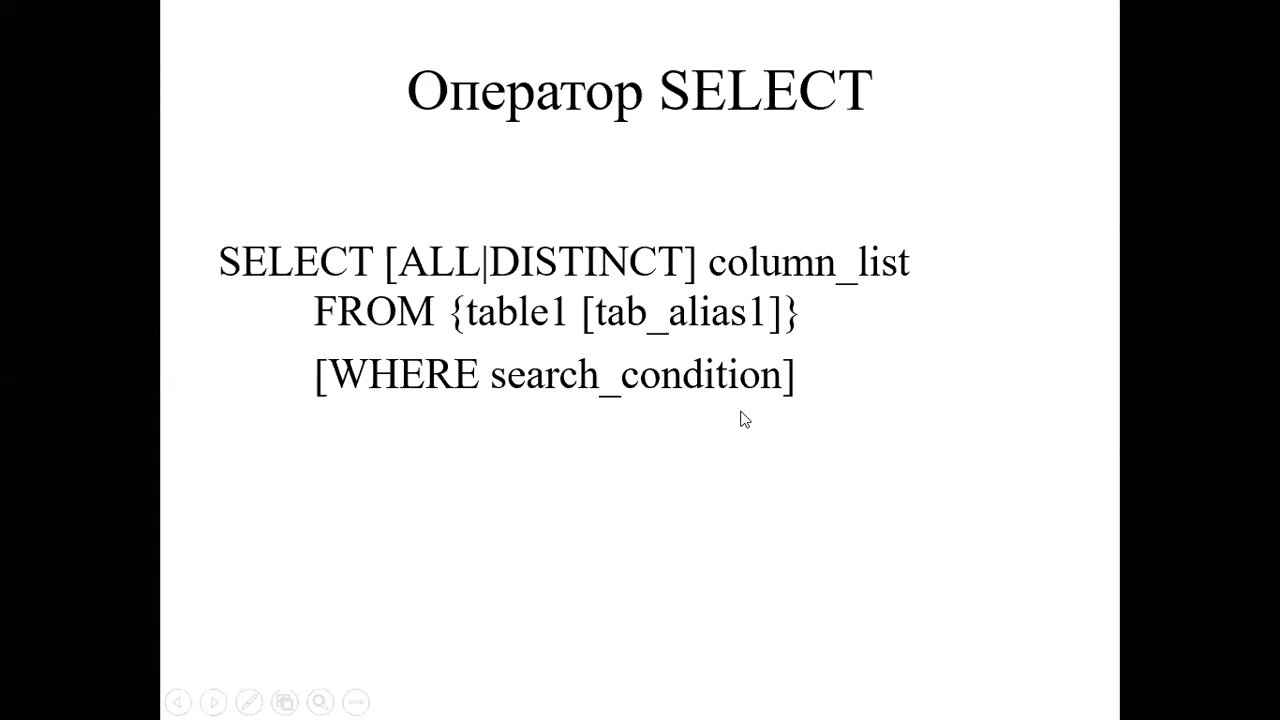 Оператор SELECT
SELECT [ALL|DISTINCT] column_list
FROM {table1 [tab_alias1]}
[WHERE search_condition]